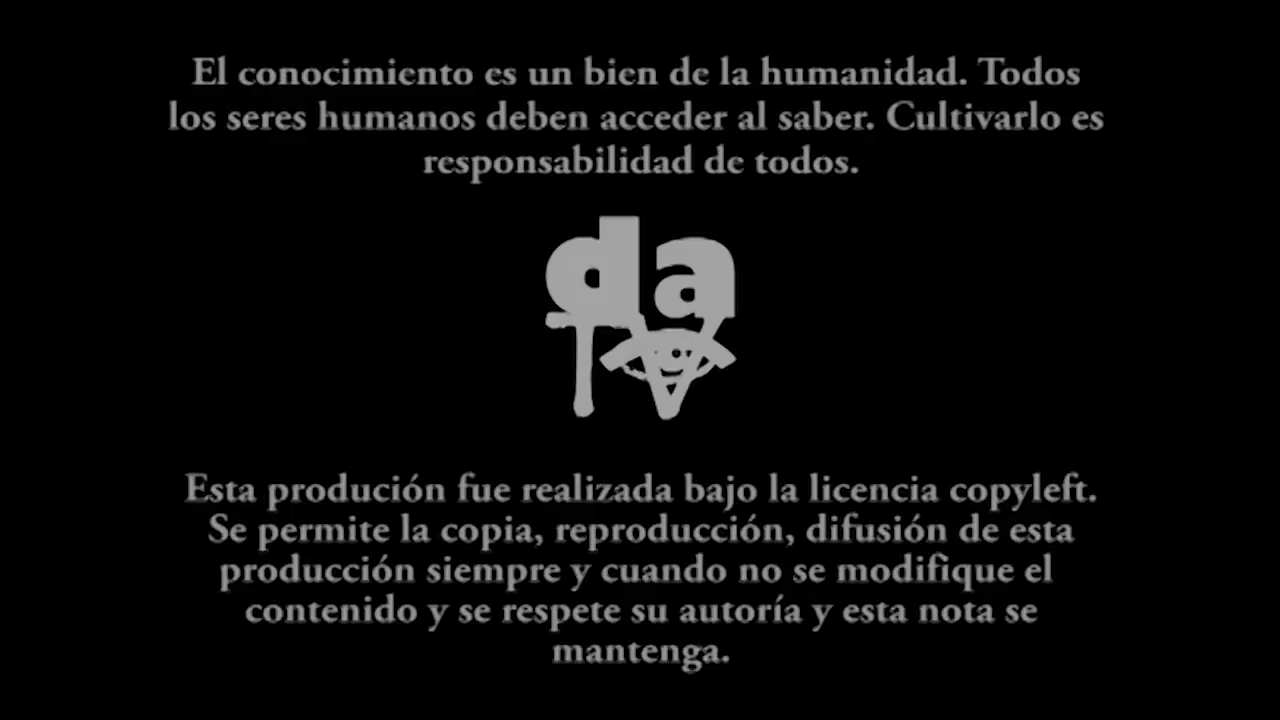 El conocimiento es un bien de la humanidad. Todos
los seres humanos deben acceder al saber. Cultivarlo es
responsabilidad de todos.
da
TV
Esta produción fue realizada bajo la licencia copyleft.
Se permite la copia, reproducción, difusión de esta
producción siempre y cuando no se modifique el
contenido y se respete su autoría y esta nota se
mantenga.